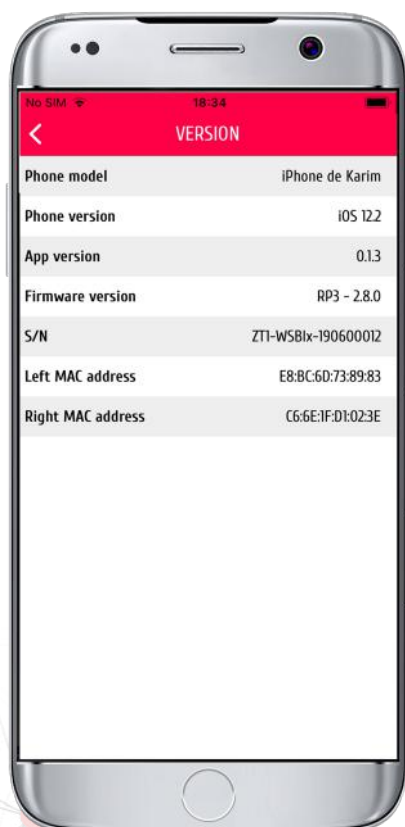 No SIM 18:34
VERSION
Phone model iPhone de Karim
Phone version iOS 12.2
App version 0.1.3
Firmware version RP3 - 2.8.0
S/N ZT1-WSBIx-190600012
Left MAC address E8:BC:6D:73:89:83
Right MAC address C6:6E:1F:D1:02:3E